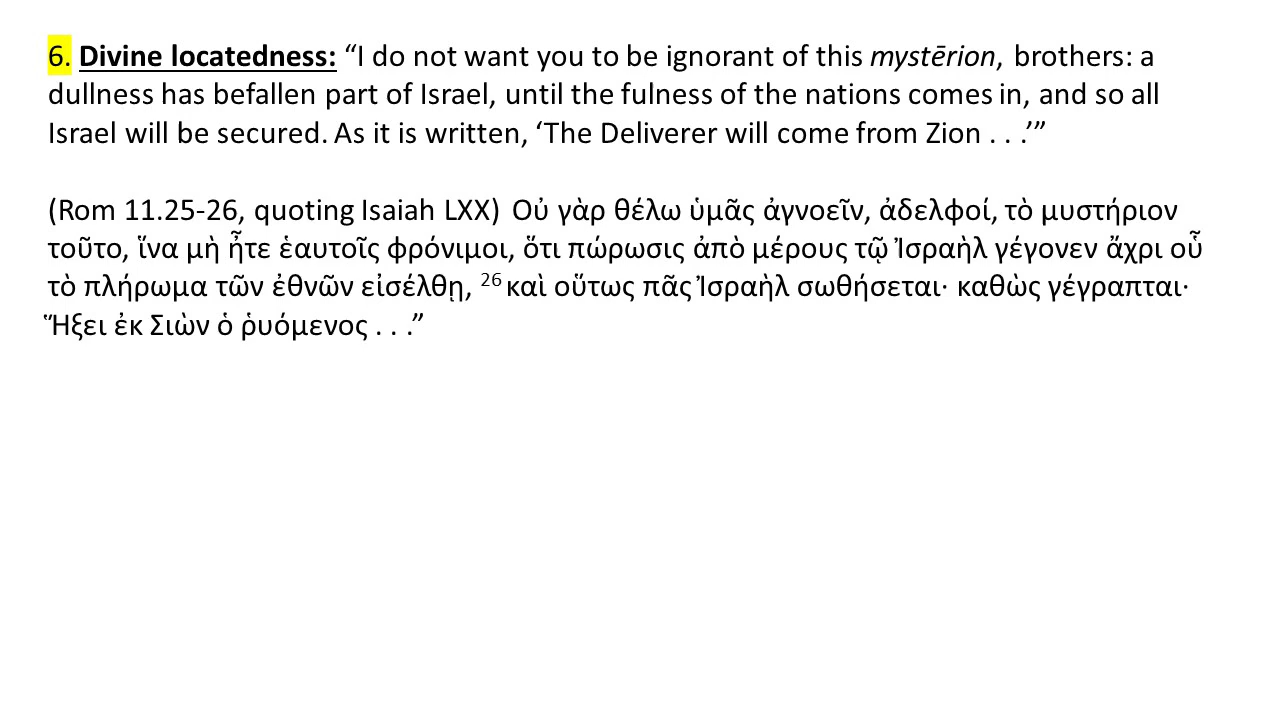 6. Divine locatedness: “I do not want you to be ignorant of this mystērion, brothers: a
dullness has befallen part of Israel, until the fulness of the nations comes in, and so all
Israel will be secured. As it is written, ‘The Deliverer will come from Zion . . .’”
(Rom 11.25-26, quoting Isaiah LXX) Οὐ γὰρ θέλω ὑμᾶς ἀγνοεῖν, ἀδελφοί, τὸ μυστήριον
τοῦτο, ἵνα μὴ ἦτε ἑαυτοῖς φρόνιμοι, ὅτι πώρωσις ἀπὸ μέρους τῷ Ἰσραὴλ γέγονεν ἄχρι οὗ
τὸ πλήρωμα τῶν ἐθνῶν εἰσέλθῃ, 26 καὶ οὕτως πᾶς Ἰσραὴλ σωθήσεται· καθὼς γέγραπται·
Ἥξει ἐκ Σιὼν ὁ ῥυόμενος . . .”